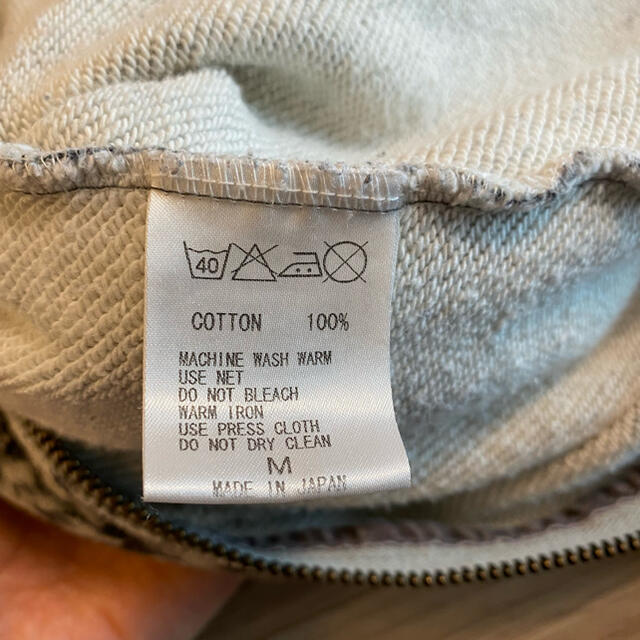 40
COTTON 100%
MACHINE WASH WARM
USE NET
DO NOT BLEACH
WARM IRON
USE PRESS CLOTH
DO NOT DRY CLEAN
M
MADE IN JAPAN